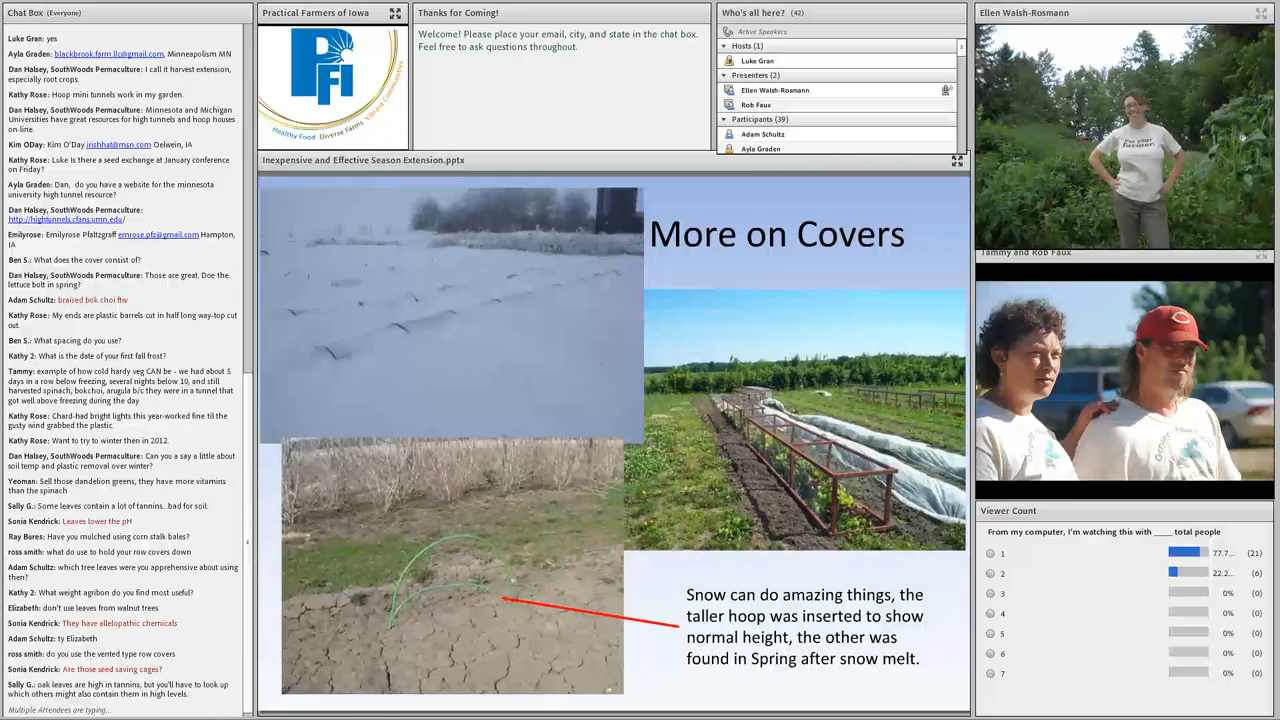 Chat Box (Everyone)
Luke Gran: yes
Ayla Graden: blackbrook.farm.llc@gmail.com, Minneapolism MN
Dan Halsey, SouthWoods Permaculture: I call it harvest extension,
especially root crops.
Kathy Rose: Hoop mini tunnels work in my garden.
Dan Halsey, SouthWoods Permaculture: Minnesota and Michigan
Universities have great resources for high tunnels and hoop houses
on-line.
Kim ODay: Kim O'Day irishhat@msn.com Oelwein, IA
Kathy Rose: Luke Is there a seed exchange at January conference
on Friday?
Ayla Graden: Dan, do you have a website for the minnesota
university high tunnel resource?
Dan Halsey, SouthWoods Permaculture:
http://hightunnels.cfans.umn.edu/
Emilyrose: Emilyrose Pfaltzgraff emrose.pfz@gmail.com Hampton,
IA
Ben S.: What does the cover consist of?
Dan Halsey, SouthWoods Permaculture: Those are great. Doe the
lettuce bolt in spring?
Adam Schultz: braised bok choi ftw
Kathy Rose: My ends are plastic barrels cut in half long way-top cut
out.
Ben S.: What spacing do you use?
Kathy 2: What is the date of your first fall frost?
Tammy: example of how cold hardy veg CAN be - we had about 5
days in a row below freezing, several nights below 10, and still
harvested spinach, bokchoi, arugula b/c they were in a tunnel that
got well above freezing during the day
Kathy Rose: Chard-had bright lights this year-worked fine til the
gusty wind grabbed the plastic.
Kathy Rose: Want to try to winter then in 2012.
Dan Halsey, SouthWoods Permaculture: Can you a say a little about
soil temp and plastic removal over winter?
Yeoman: Sell those dandelion greens, they have more vitamins
than the spinach
Sally G.: Some leaves contain a lot of tannins...bad for soil.
Sonia Kendrick: Leaves lower the pH
Ray Bures: Have you mulched using corn stalk bales?
ross smith: what do use to hold your row covers down
Adam Schultz: which tree leaves were you apprehensive about using
then?
Kathy 2: What weight agribon do you find most useful?
Elizabeth: don't use leaves from walnut trees
Sonia Kendrick: They have allelopathic chemicals
Adam Schultz: ty Elizabeth
ross smith: do you use the vented type row covers
Sonia Kendrick: Are those seed saving cages?
Sally G.: oak leaves are high in tannins, but you'll have to look up
which others might also contain them in high levels.
Multiple Attendees are typing...
Practical Farmers of Iowa
PFi
Healthy Food Diverse Farms Vibrant Communities
Thanks for Coming!
Welcome! Please place your email, city, and state in the chat box.
Feel free to ask questions throughout.
Who's all here? (42)
Active Speakers
Hosts (1)
Luke Gran
Presenters (2)
Ellen Walsh-Rosmann
Rob Faux
Participants (39)
Adam Schultz
Ayla Graden
Inexpensive and Effective Season Extension.pptx
More on Covers
Snow can do amazing things, the
taller hoop was inserted to show
normal height, the other was
found in Spring after snow melt.
Ellen Walsh-Rosmann
I'm your
farmer.
Tammy and Rob Faux
Viewer Count
From my computer, I'm watching this with ____ total people
1 77.7... (21)
2 22.2... (6)
3 0% (0)
4 0% (0)
5 0% (0)
6 0% (0)
7 0% (0)